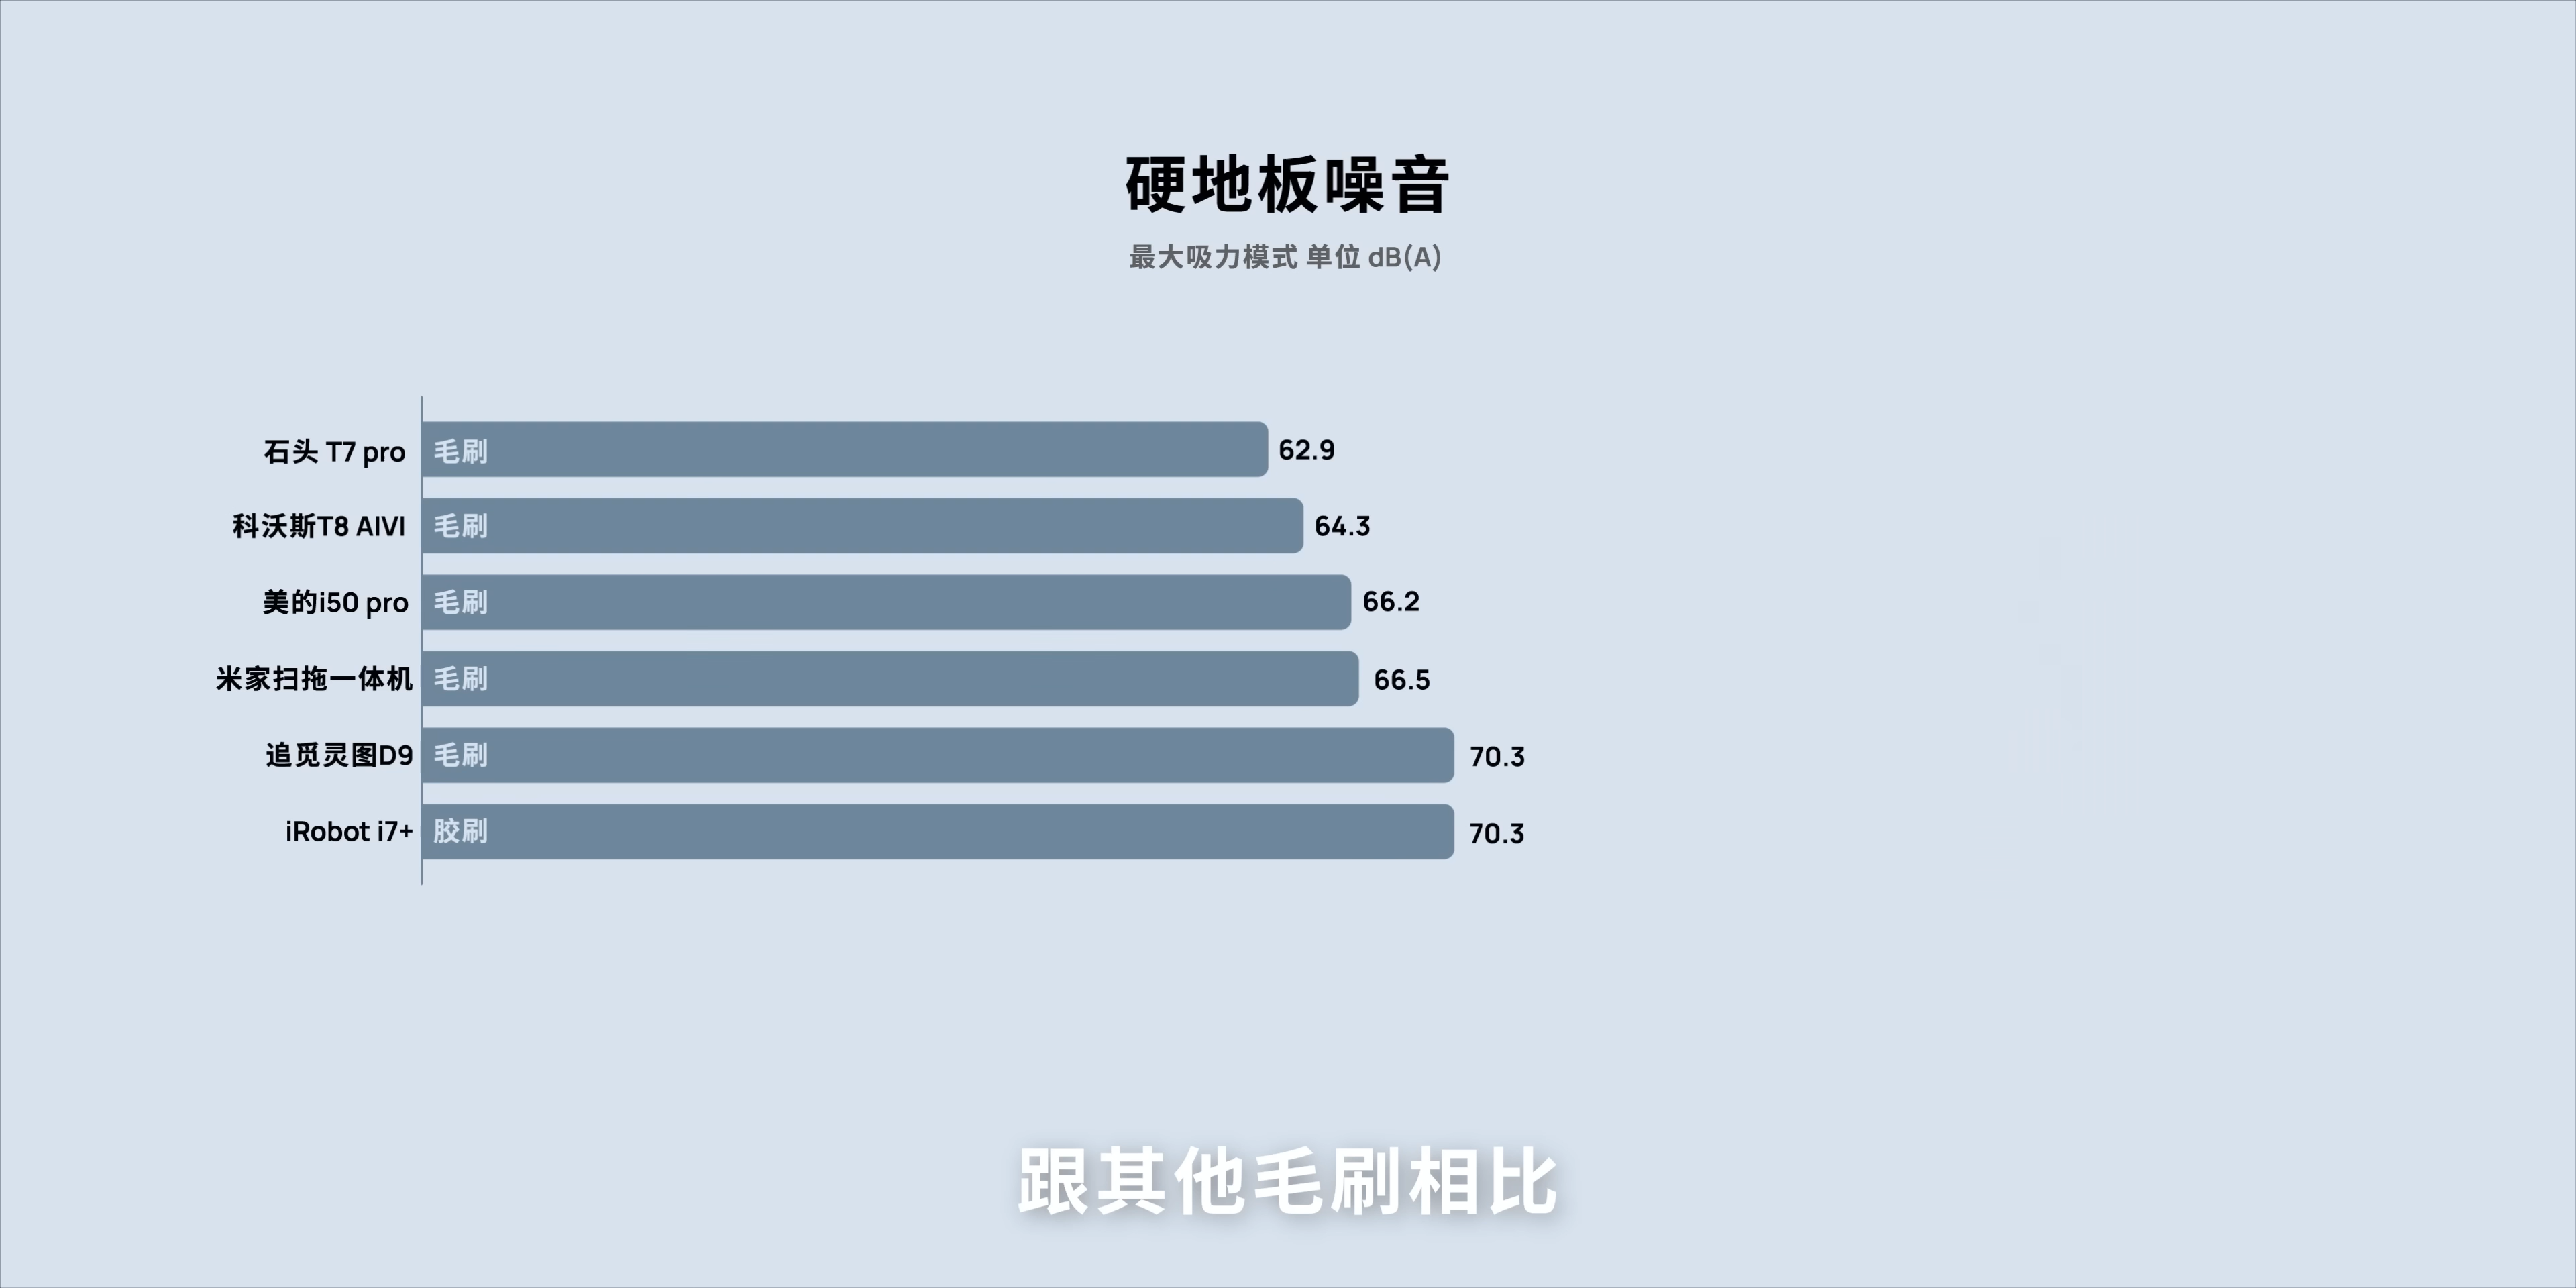 硬地板噪音
最大吸力模式 单位 dB(A)
石头 T7 pro 毛刷 62.9
科沃斯T8 AIVI 毛刷 64.3
美的i50 pro 毛刷 66.2
米家扫拖一体机 毛刷 66.5
追觅灵图D9 毛刷 70.3
iRobot i7+ 胶刷 70.3
跟其他毛刷相比